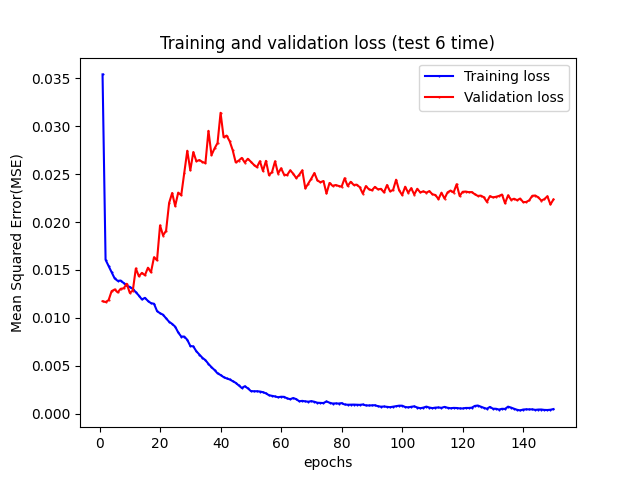 Training and validation loss (test 6 time)
Training loss
Validation loss
Mean Squared Error(MSE)
0.035
0.030
0.025
0.020
0.015
0.010
0.005
0.000
0 20 40 60 80 100 120 140
epochs